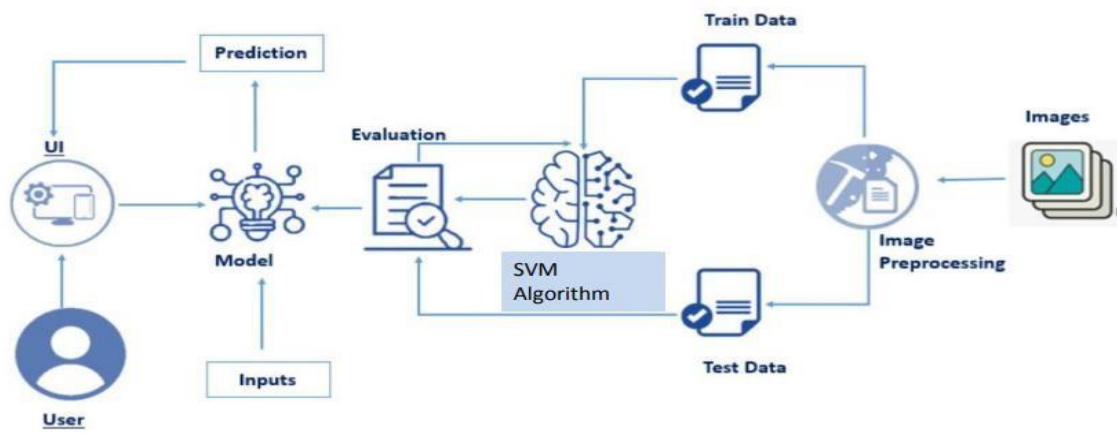 Train Data
Prediction
Images
Evaluation
UI
Image
Preprocessing
Model
SVM
Algorithm
Test Data
Inputs
User